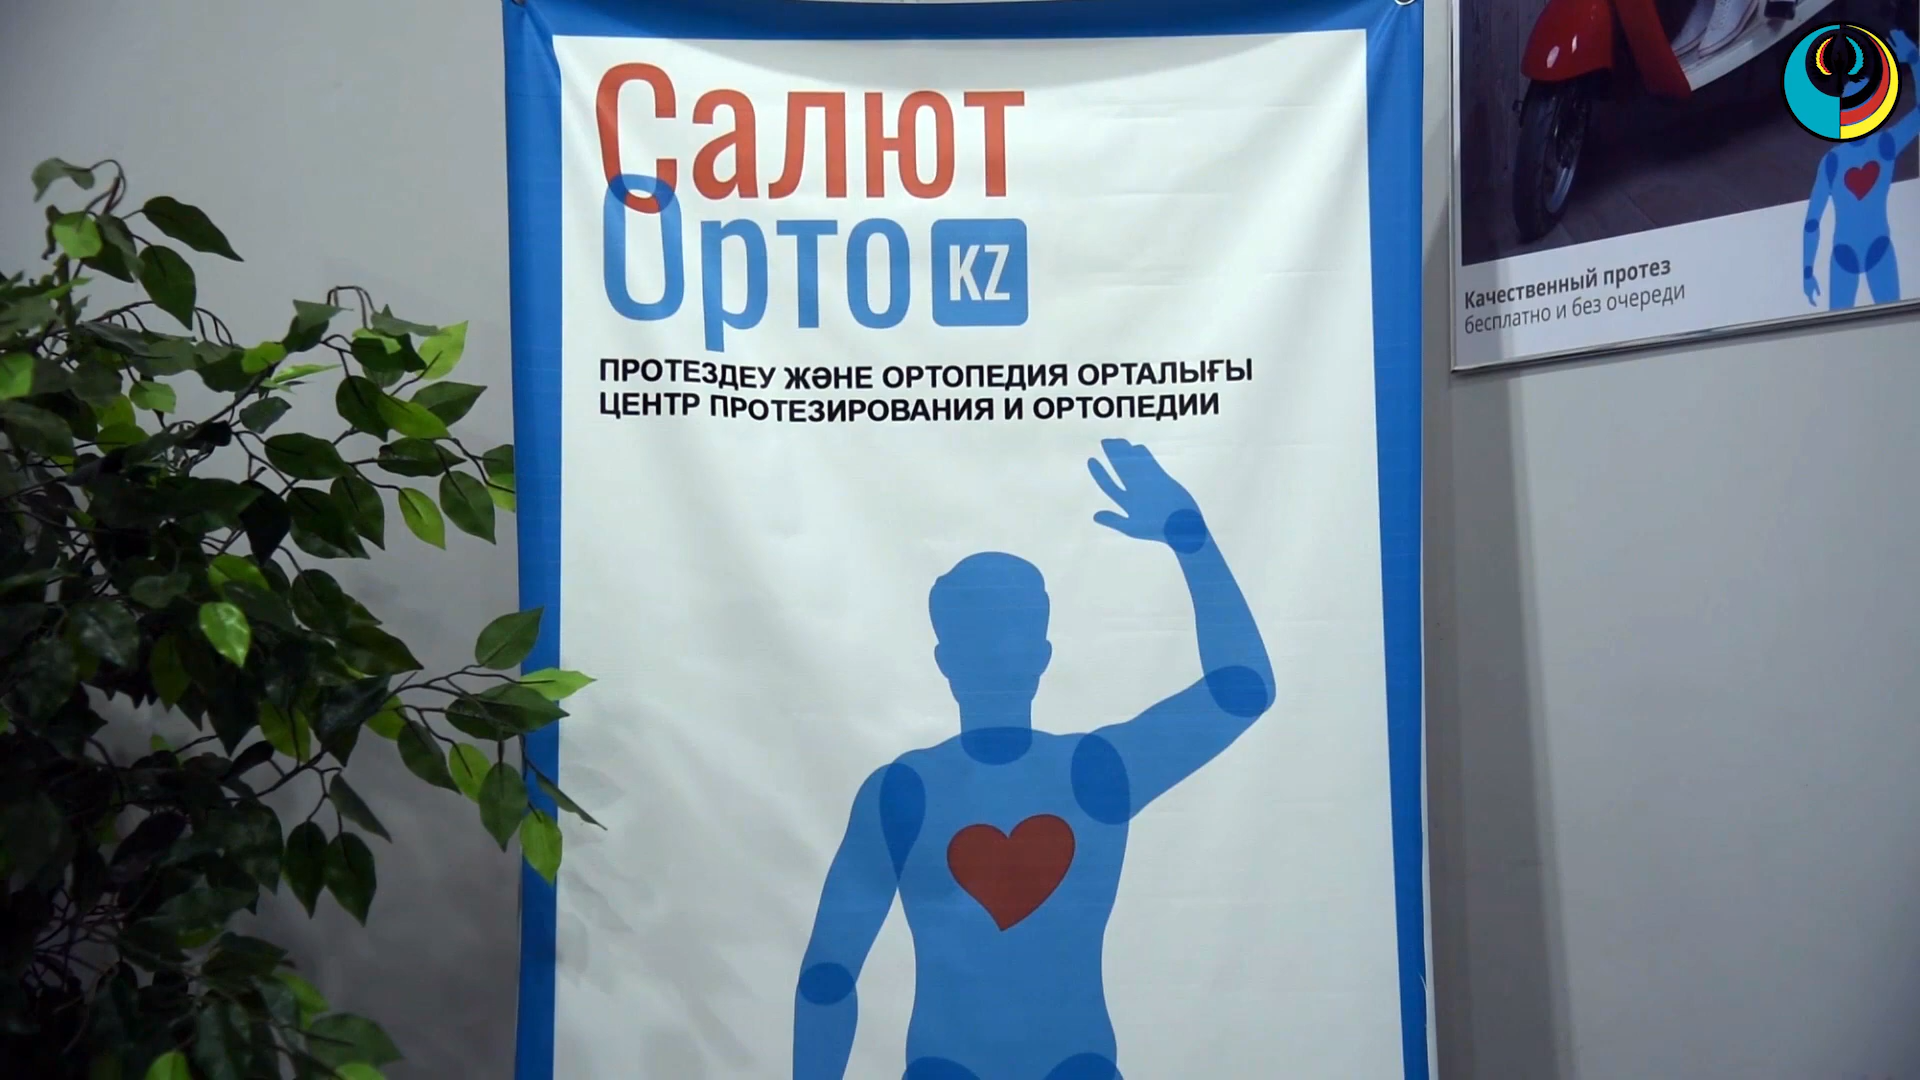 Салют
Орто KZ
ПРОТЕЗДЕУ ЖӘНЕ ОРТОПЕДИЯ ОРТАЛЫҒЫ
ЦЕНТР ПРОТЕЗИРОВАНИЯ И ОРТОПЕДИИ
Качественный протез
бесплатно и без очереди